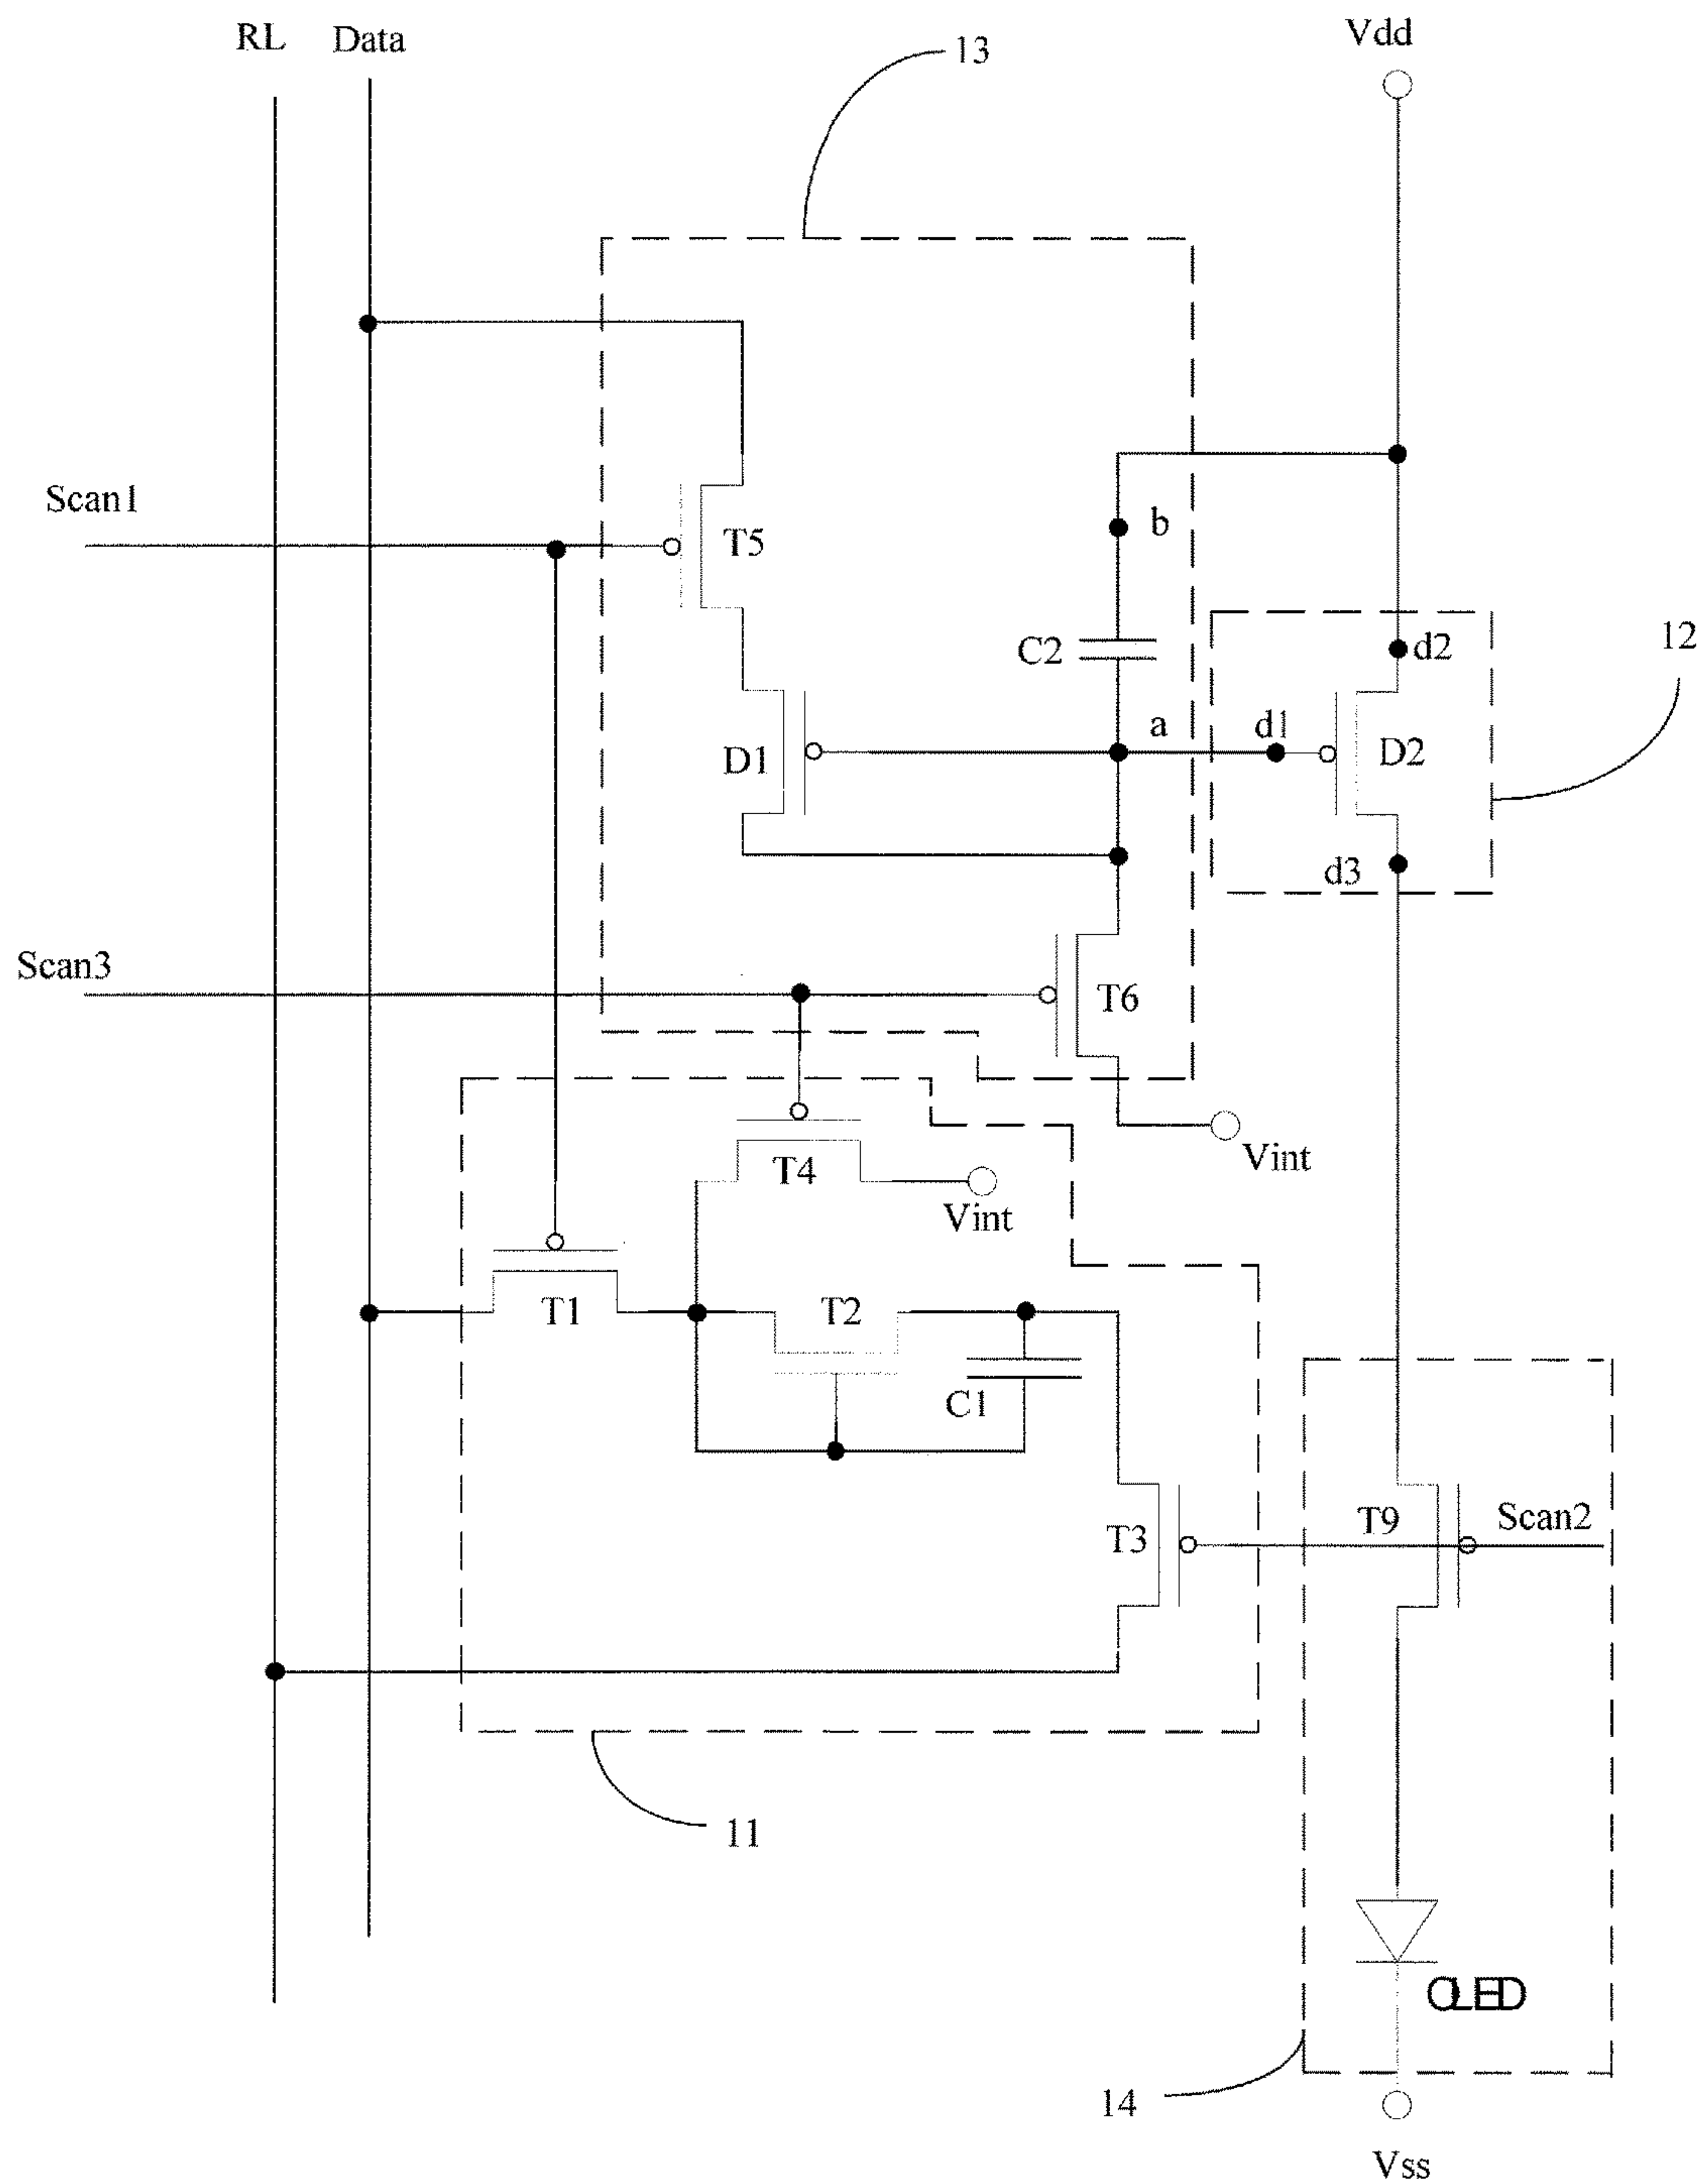 RL
Data
Vdd
13
Scan1
T5
b
C2
d2
12
a
d1
D1
D2
d3
Scan3
T6
T4
Vint
Vint
T1
T2
C1
T3
T9
Scan2
11
OLED
14
Vss